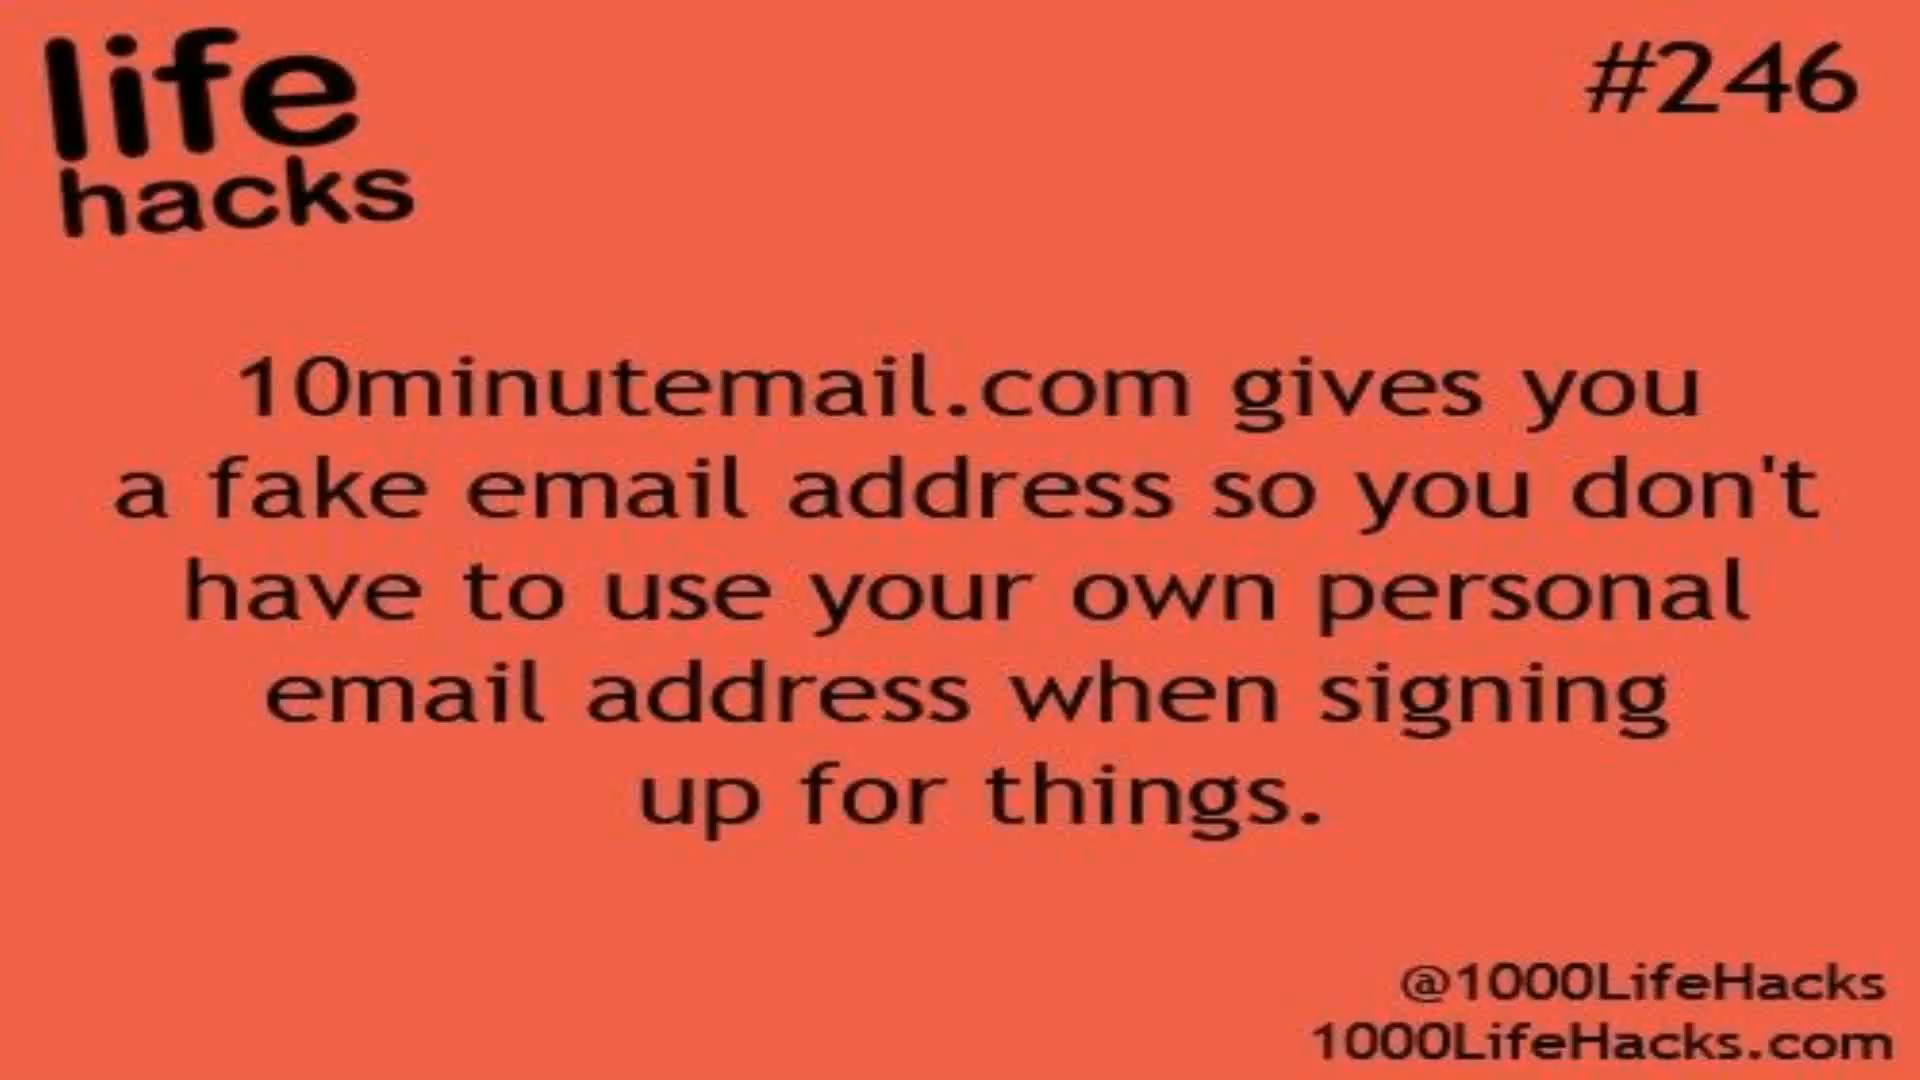 life
hacks
#246
10minutemail.com gives you
a fake email address so you don't
have to use your own personal
email address when signing
up for things.
@1000LifeHacks
1000LifeHacks.com